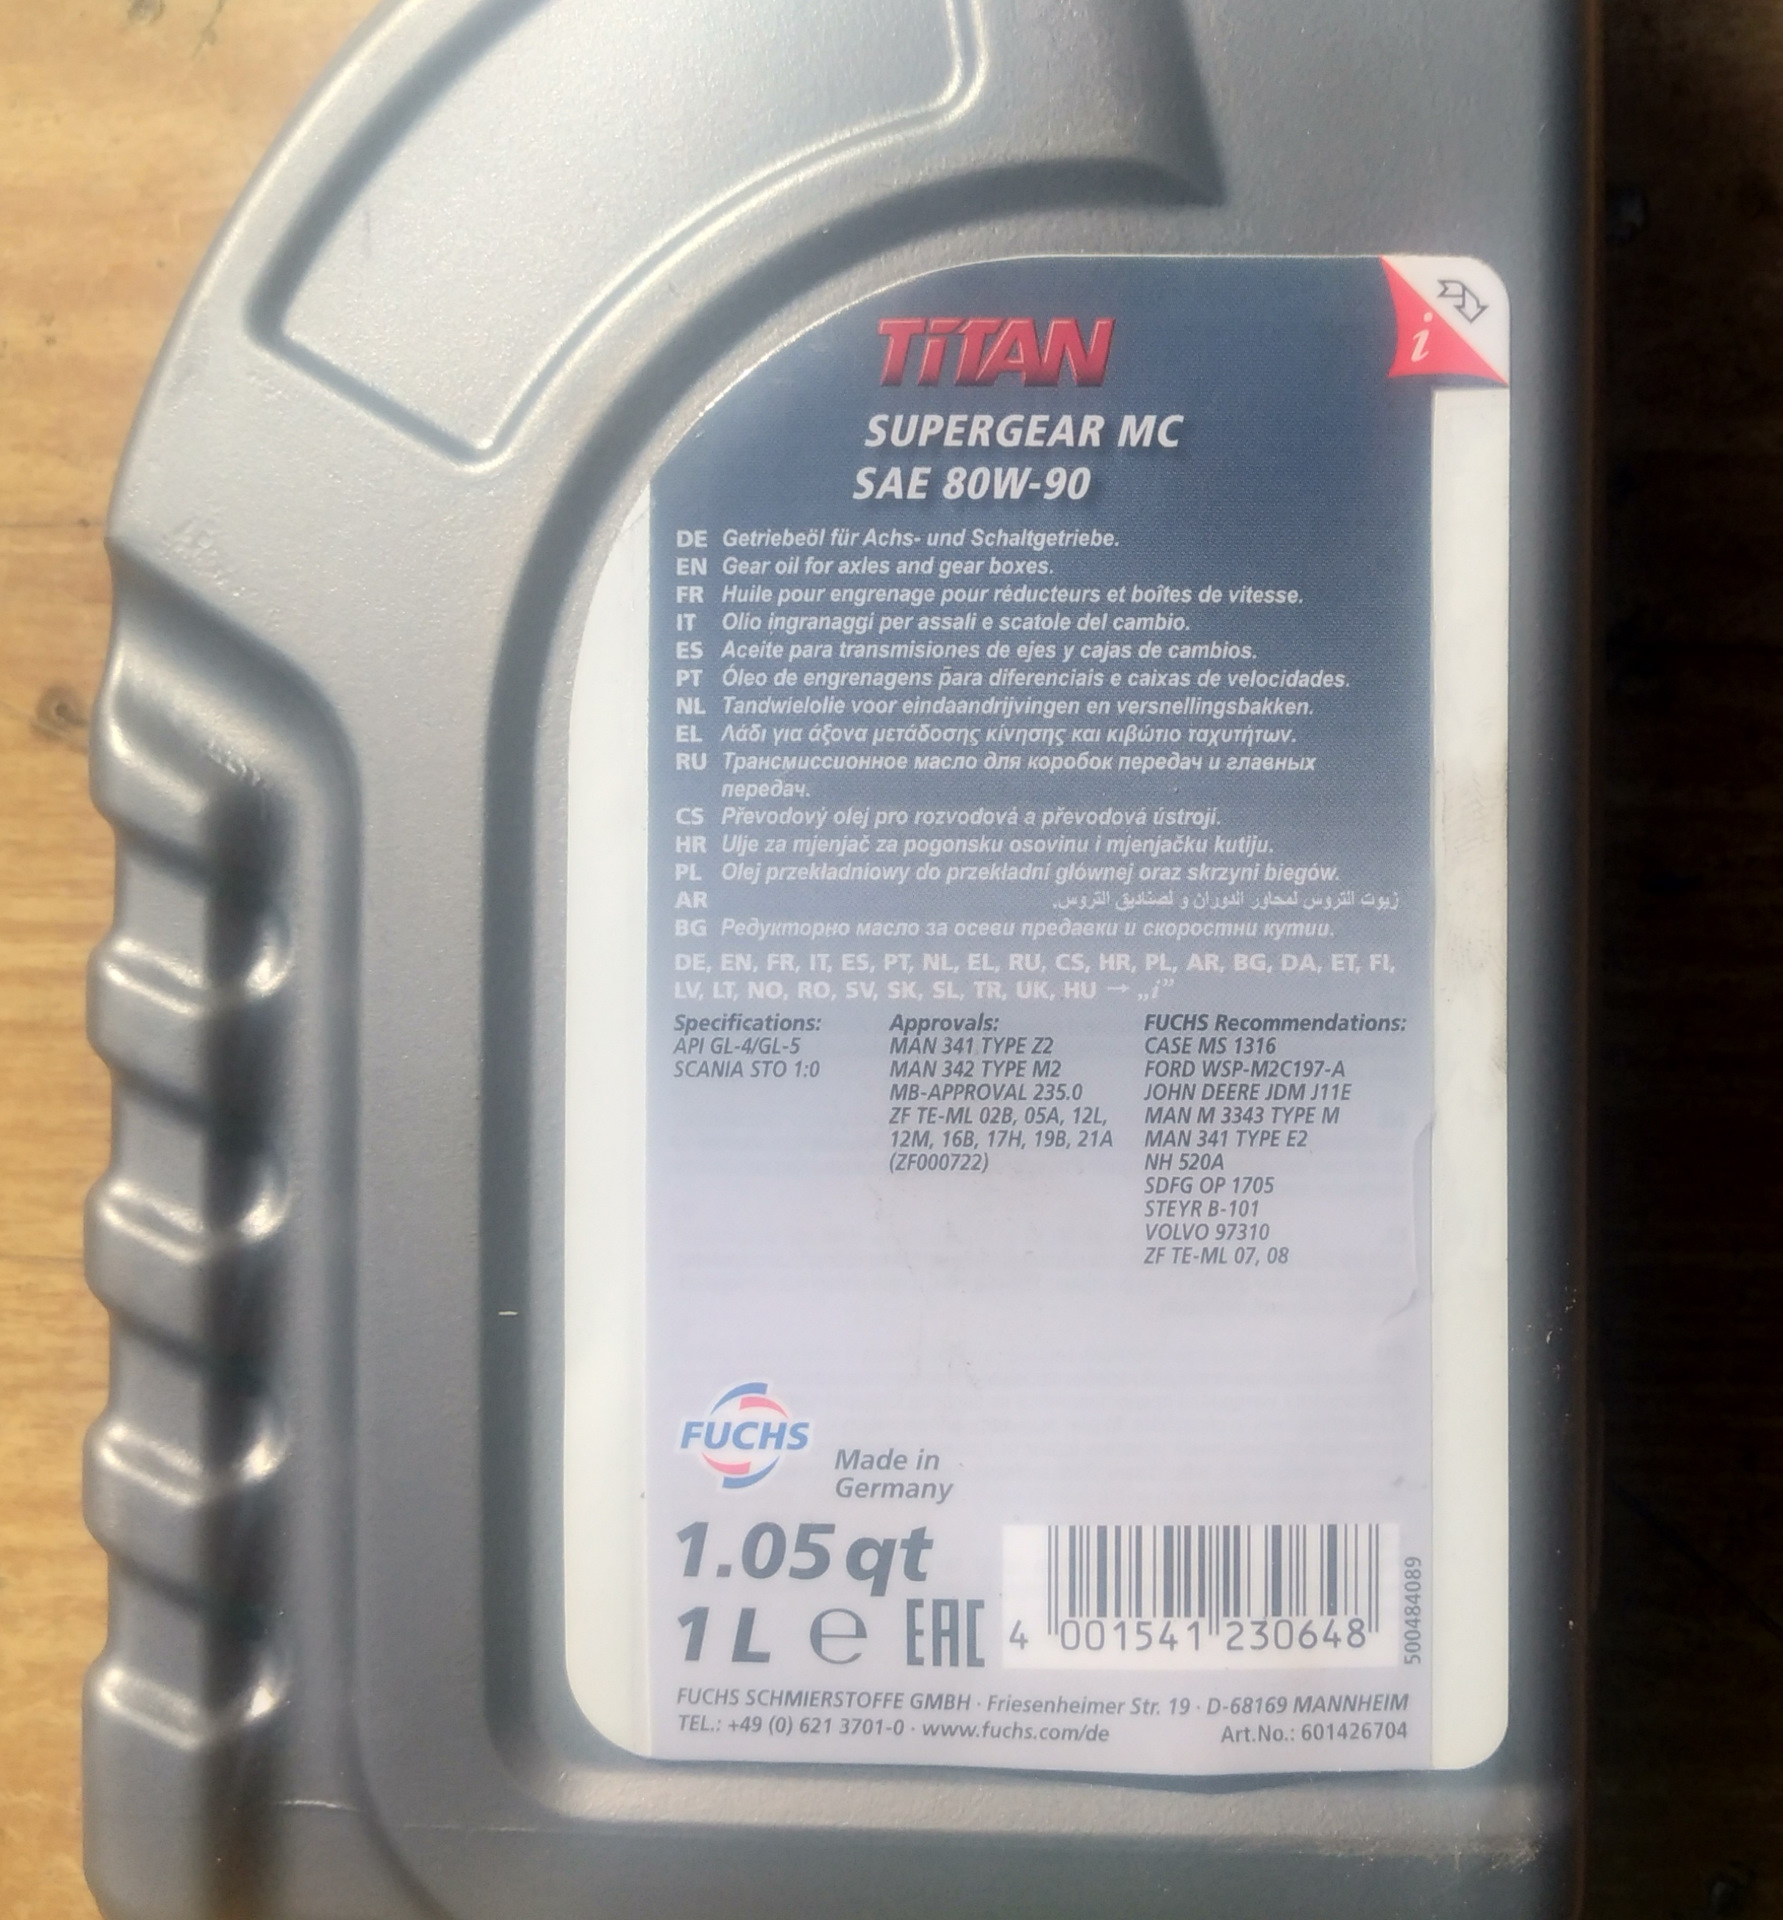 TiTAN
i
SUPERGEAR MC
SAE 80W-90
DE Getriebeöl für Achs- und Schaltgetriebe.
EN Gear oil for axles and gear boxes.
FR Huile pour engrenage pour réducteurs et boîtes de vitesse.
IT Olio ingranaggi per assali e scatole del cambio.
ES Aceite para transmisiones de ejes y cajas de cambios.
PT Óleo de engrenagens para diferenciais e caixas de velocidades.
NL Tandwielolie voor eindaandrijvingen en versnellingsbakken.
EL Λάδι για άξονα μετάδοσης κίνησης και κιβώτιο ταχυτήτων.
RU Трансмиссионное масло для коробок передач и главных
передач.
CS Převodový olej pro rozvodová a převodová ústrojí.
HR Ulje za mjenjač za pogonsku osovinu i mjenjačku kutiju.
PL Olej przekładniowy do przekładni głównej oraz skrzyni biegów.
AR زيوت التروس لمحاور الدوران و لصناديق التروس.
BG Редукторно масло за осеви предавки и скоростни кутии.
DE, EN, FR, IT, ES, PT, NL, EL, RU, CS, HR, PL, AR, BG, DA, ET, FI,
LV, LT, NO, RO, SV, SK, SL, TR, UK, HU → „i”
Specifications:
API GL-4/GL-5
SCANIA STO 1:0
Approvals:
MAN 341 TYPE Z2
MAN 342 TYPE M2
MB-APPROVAL 235.0
ZF TE-ML 02B, 05A, 12L,
12M, 16B, 17H, 19B, 21A
(ZF000722)
FUCHS Recommendations:
CASE MS 1316
FORD WSP-M2C197-A
JOHN DEERE JDM J11E
MAN M 3343 TYPE M
MAN 341 TYPE E2
NH 520A
SDFG OP 1705
STEYR B-101
VOLVO 97310
ZF TE-ML 07, 08
FUCHS
Made in
Germany
1.05 qt
1 L ℮ EAC
4 001541 230648
500484089
FUCHS SCHMIERSTOFFE GMBH · Friesenheimer Str. 19 · D-68169 MANNHEIM
TEL.: +49 (0) 621 3701-0 · www.fuchs.com/de Art.No.: 601426704